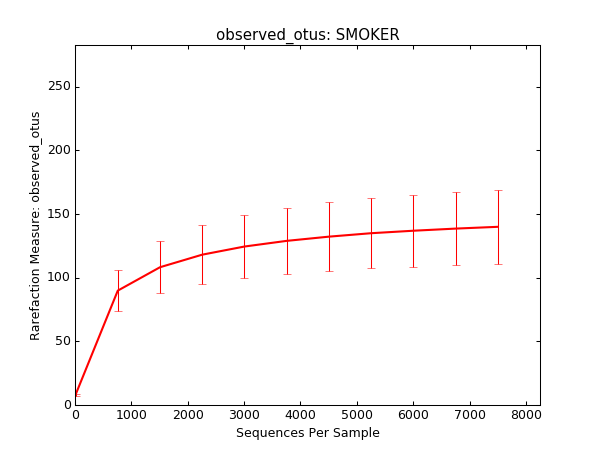 observed_otus: SMOKER
250
200
150
100
50
0
Rarefaction Measure: observed_otus
0 1000 2000 3000 4000 5000 6000 7000 8000
Sequences Per Sample